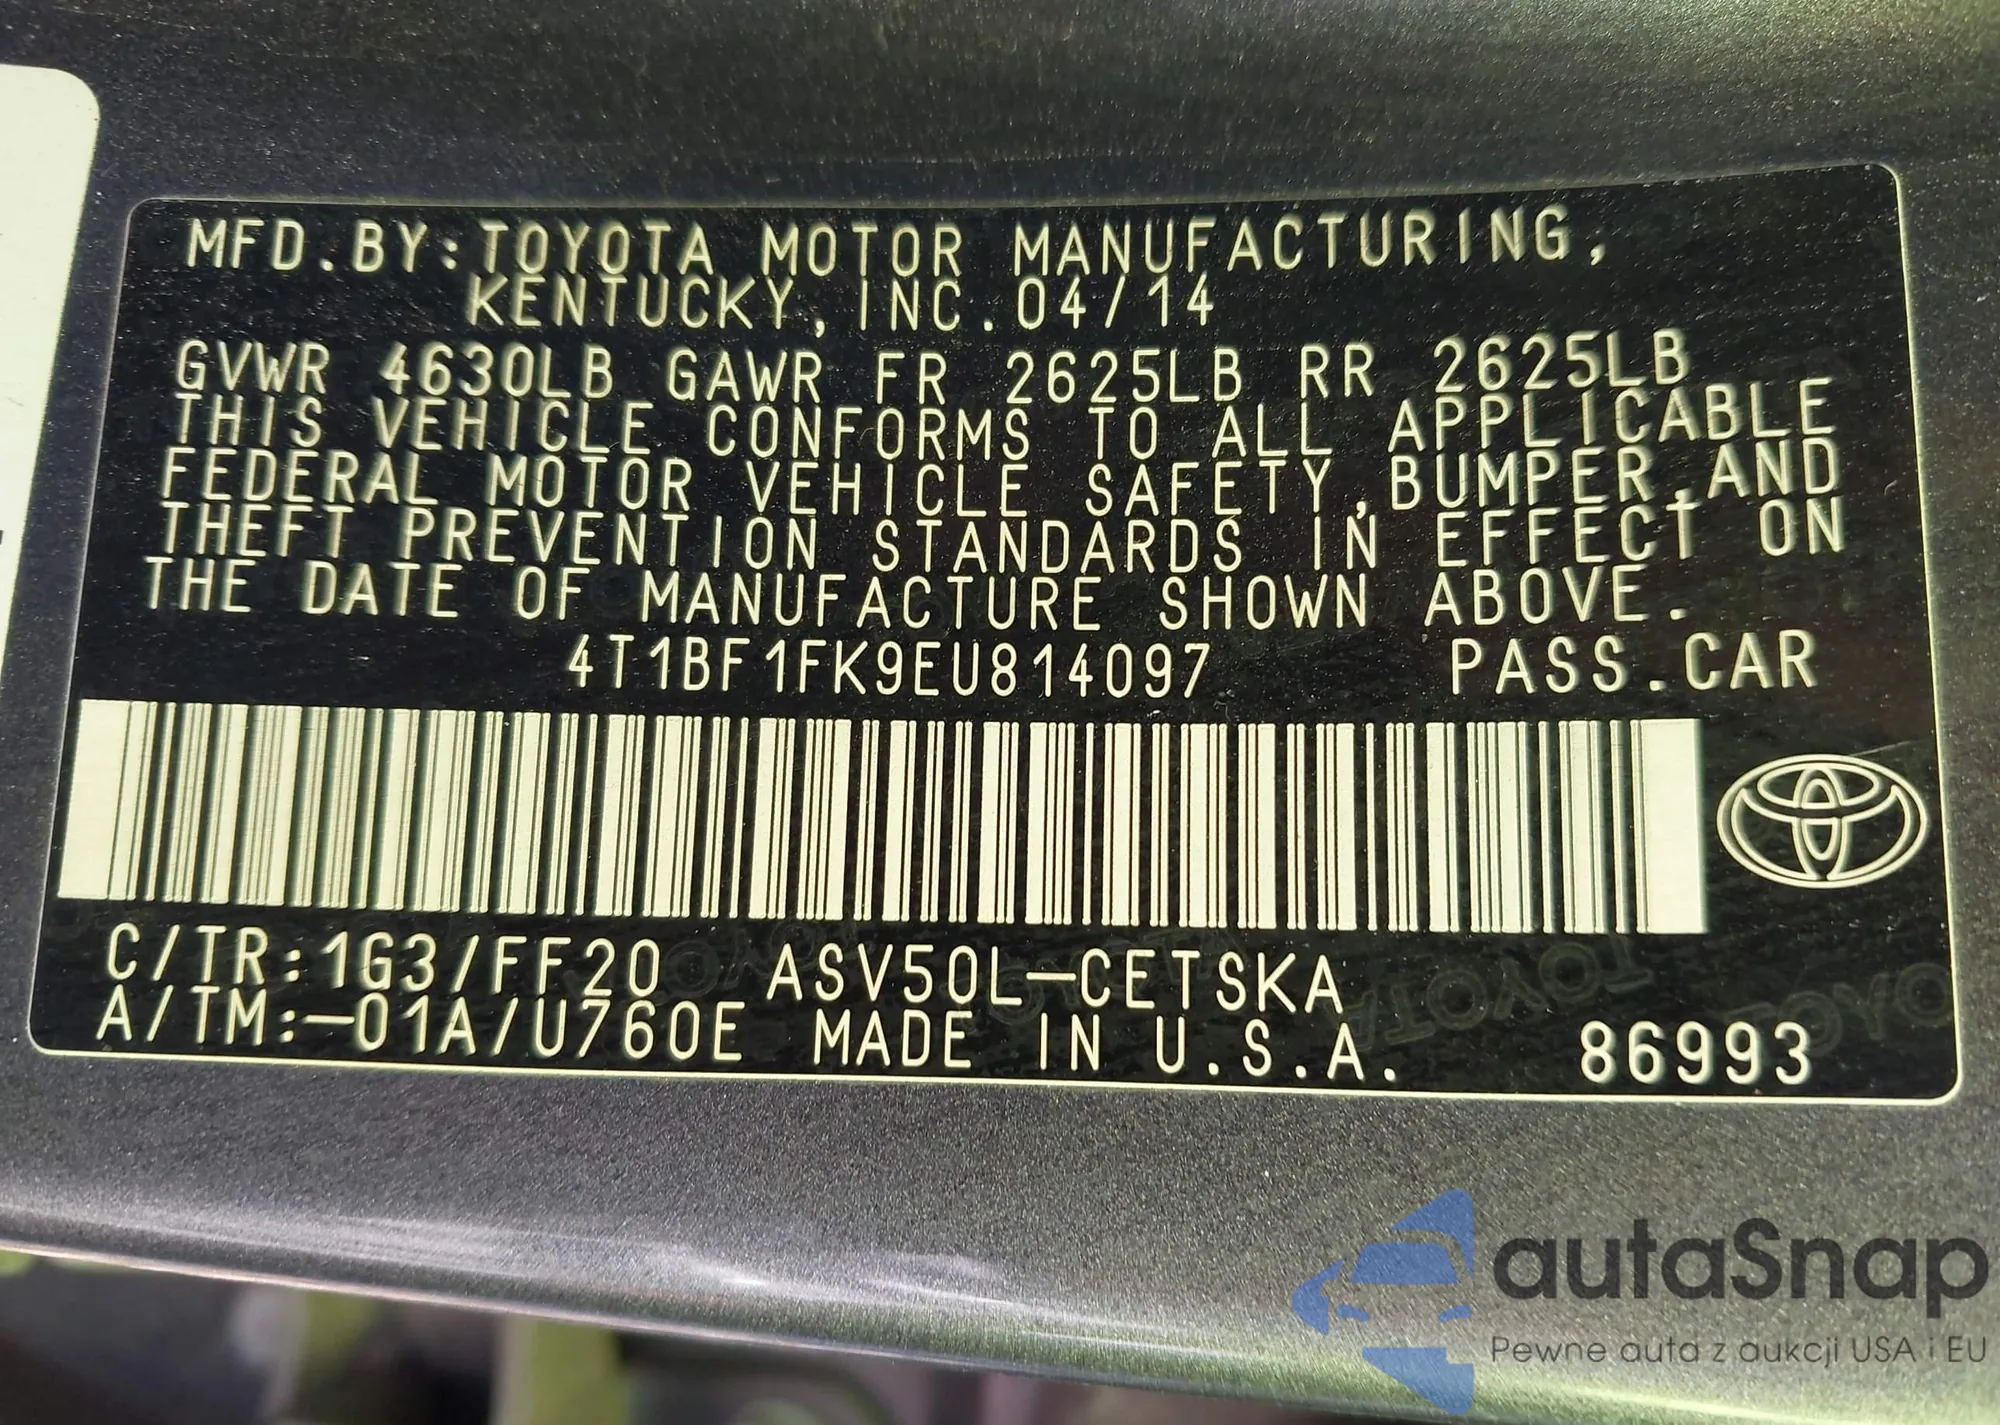 MFD.BY:TOYOTA MOTOR MANUFACTURING,
KENTUCKY, INC.04/14
GVWR 4630LB GAWR FR 2625LB RR 2625LB
THIS VEHICLE CONFORMS TO ALL APPLICABLE
FEDERAL MOTOR VEHICLE SAFETY,BUMPER,AND
THEFT PREVENTION STANDARDS IN EFFECT ON
THE DATE OF MANUFACTURE SHOWN ABOVE.
4T1BF1FK9EU814097 PASS.CAR
C/TR:1G3/FF20 ASV50L-CETSKA
A/TM:-01A/U760E MADE IN U.S.A. 86993
autaSnap
Pewne auta z aukcji USA i EU